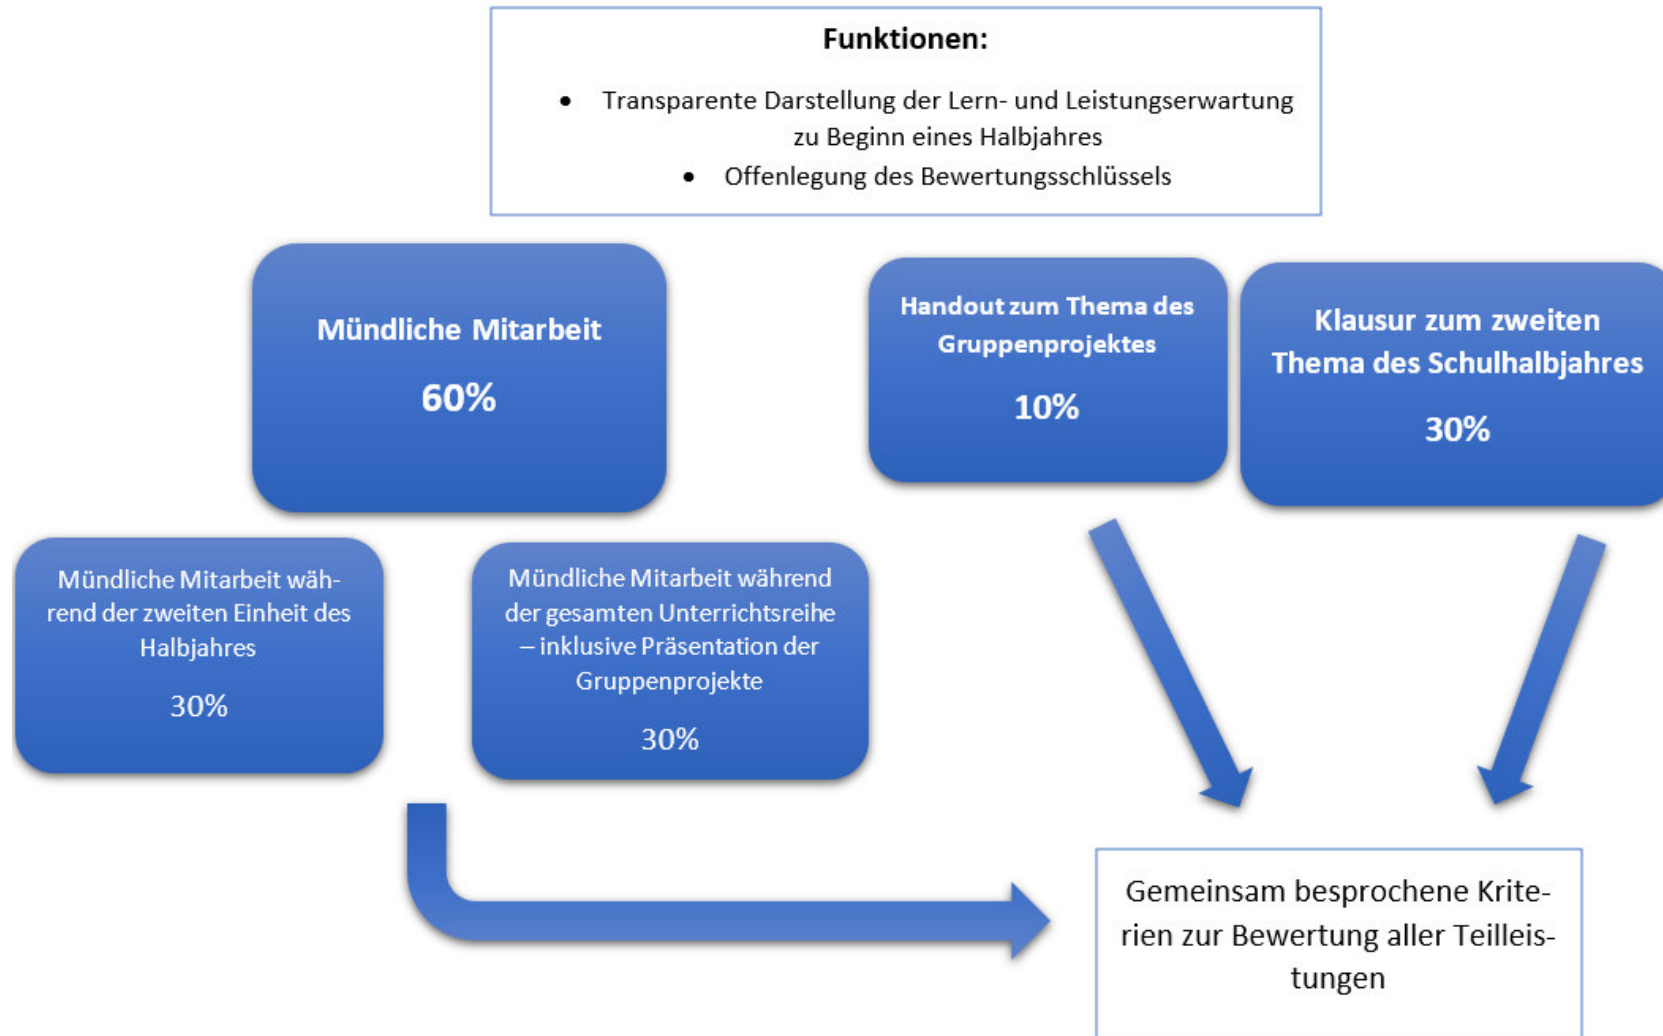 Funktionen:
• Transparente Darstellung der Lern- und Leistungserwartung
zu Beginn eines Halbjahres
• Offenlegung des Bewertungsschlüssels
Mündliche Mitarbeit
60%
Handout zum Thema des
Gruppenprojektes
10%
Klausur zum zweiten
Thema des Schulhalbjahres
30%
Mündliche Mitarbeit wäh-
rend der zweiten Einheit des
Halbjahres
30%
Mündliche Mitarbeit während
der gesamten Unterrichtsreihe
– inklusive Präsentation der
Gruppenprojekte
30%
Gemeinsam besprochene Krite-
rien zur Bewertung aller Teilleis-
tungen